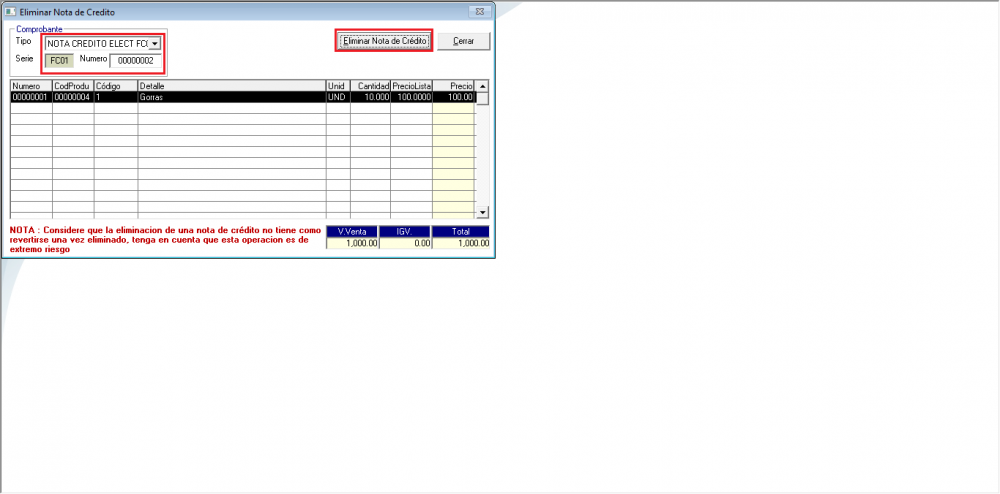 Eliminar Nota de Credito
Comprobante
Tipo NOTA CREDITO ELECT FC(
Serie FC01 Numero 00000002
Eliminar Nota de Crédito Cerrar
Numero CodProdu Código Detalle Unid Cantidad PrecioLista Precio
00000001 00000004 1 Gorras UND 10.000 100.0000 100.00
NOTA : Considere que la eliminacion de una nota de crédito no tiene como
revertirse una vez eliminado, tenga en cuenta que esta operacion es de
extremo riesgo
V.Venta IGV. Total
1,000.00 0.00 1,000.00